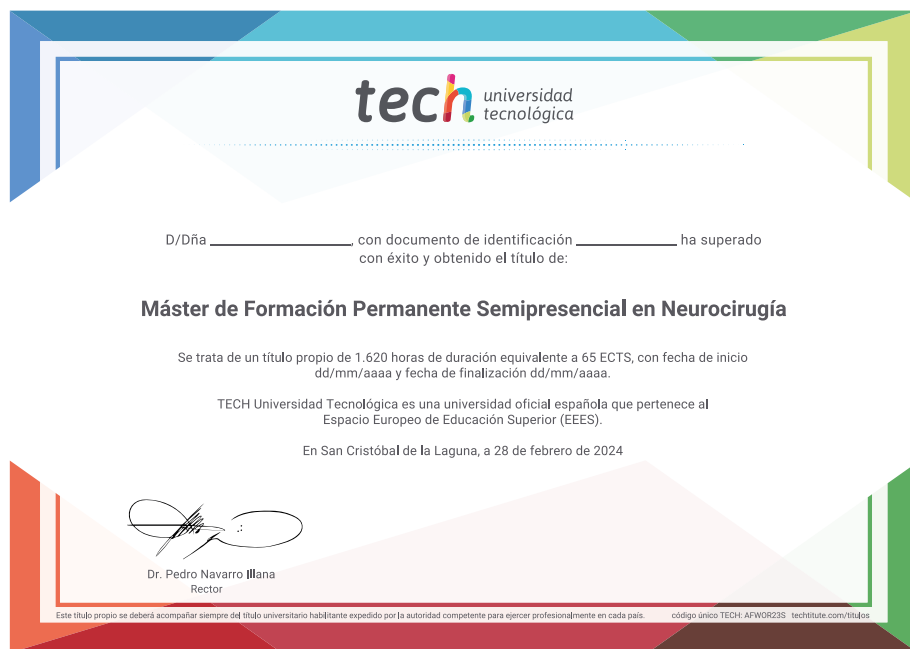 tech universidad
tecnológica
D/Dña ________________, con documento de identificación ____________ ha superado
con éxito y obtenido el título de:
Máster de Formación Permanente Semipresencial en Neurocirugía
Se trata de un título propio de 1.620 horas de duración equivalente a 65 ECTS, con fecha de inicio
dd/mm/aaaa y fecha de finalización dd/mm/aaaa.
TECH Universidad Tecnológica es una universidad oficial española que pertenece al
Espacio Europeo de Educación Superior (EEES).
En San Cristóbal de la Laguna, a 28 de febrero de 2024
Dr. Pedro Navarro Illana
Rector
Este título propio se deberá acompañar siempre del título universitario habilitante expedido por la autoridad competente para ejercer profesionalmente en cada país. código único TECH: AFWOR23S techtitute.com/titulos